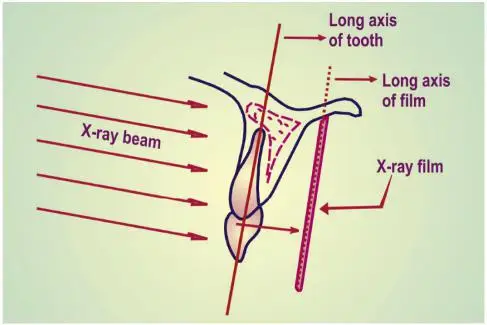 Long axis
of tooth
Long axis
of film
X-ray beam
X-ray film